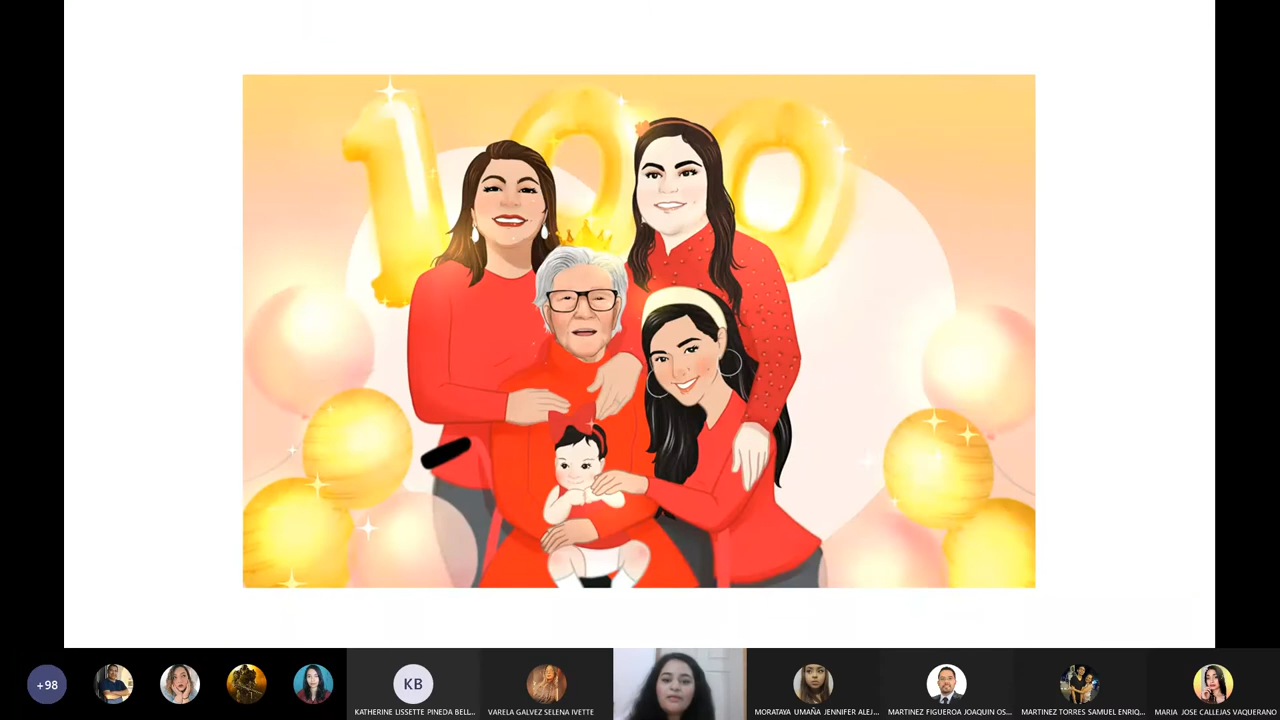 100
+98
KB
KATHERINE LISSETTE PINEDA BELL...
VARELA GALVEZ SELENA IVETTE
MORATAYA UMAÑA JENNIFER ALEJ...
MARTINEZ FIGUEROA JOAQUIN OS...
MARTINEZ TORRES SAMUEL ENRIQ...
MARIA JOSE CALLEJAS VAQUERANO